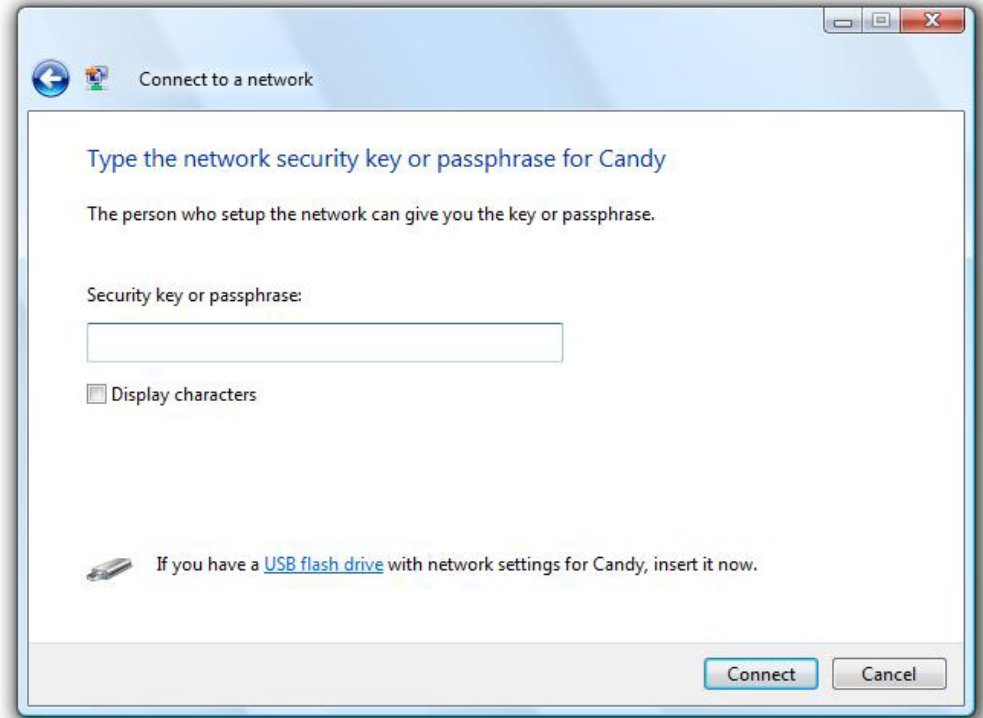 Connect to a network
Type the network security key or passphrase for Candy
The person who setup the network can give you the key or passphrase.
Security key or passphrase:
Display characters
If you have a USB flash drive with network settings for Candy, insert it now.
Connect Cancel